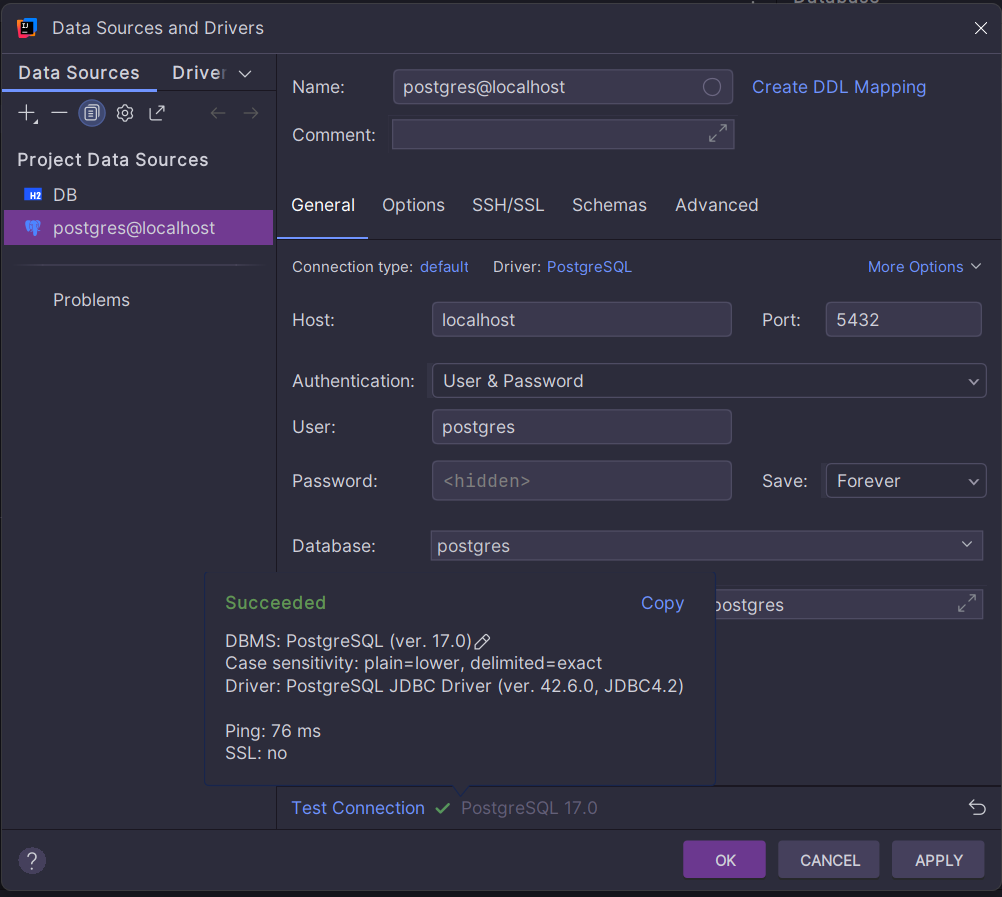 Database
Data Sources and Drivers
Data Sources Driver
Name: postgres@localhost Create DDL Mapping
Comment:
Project Data Sources
H2 DB
postgres@localhost
Problems
General Options SSH/SSL Schemas Advanced
Connection type: default Driver: PostgreSQL More Options
Host: localhost Port: 5432
Authentication: User & Password
User: postgres
Password: <hidden> Save: Forever
Database: postgres
postgres
Succeeded Copy
DBMS: PostgreSQL (ver. 17.0)
Case sensitivity: plain=lower, delimited=exact
Driver: PostgreSQL JDBC Driver (ver. 42.6.0, JDBC4.2)
Ping: 76 ms
SSL: no
Test Connection PostgreSQL 17.0
? OK CANCEL APPLY